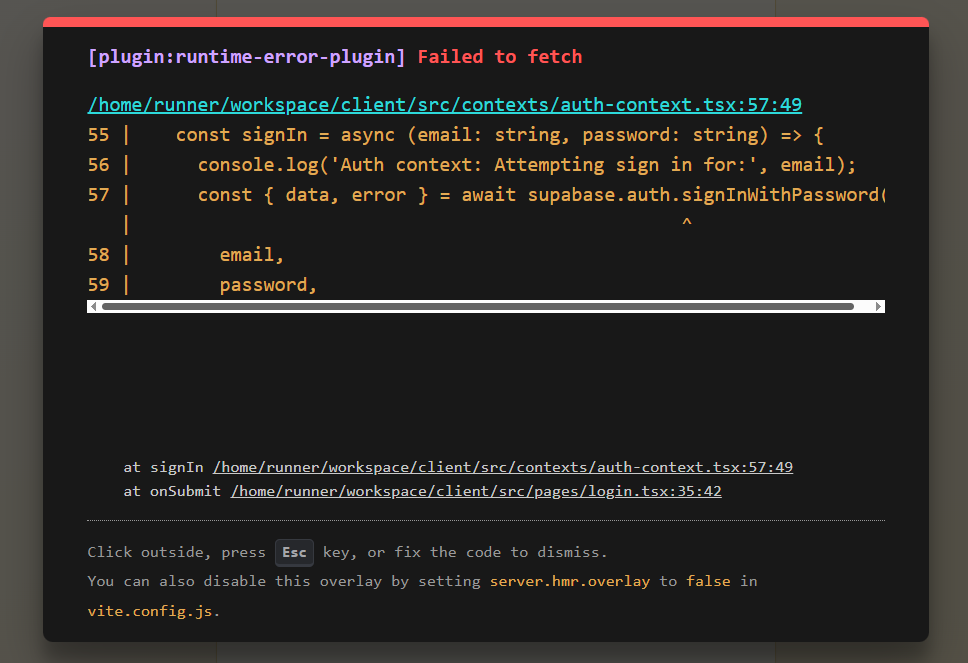 [plugin:runtime-error-plugin] Failed to fetch
/home/runner/workspace/client/src/contexts/auth-context.tsx:57:49
55 |    const signIn = async (email: string, password: string) => {
56 |      console.log('Auth context: Attempting sign in for:', email);
57 |      const { data, error } = await supabase.auth.signInWithPassword(
   |                                                  ^
58 |        email,
59 |        password,
at signIn /home/runner/workspace/client/src/contexts/auth-context.tsx:57:49
at onSubmit /home/runner/workspace/client/src/pages/login.tsx:35:42
Click outside, press Esc key, or fix the code to dismiss.
You can also disable this overlay by setting server.hmr.overlay to false in
vite.config.js.